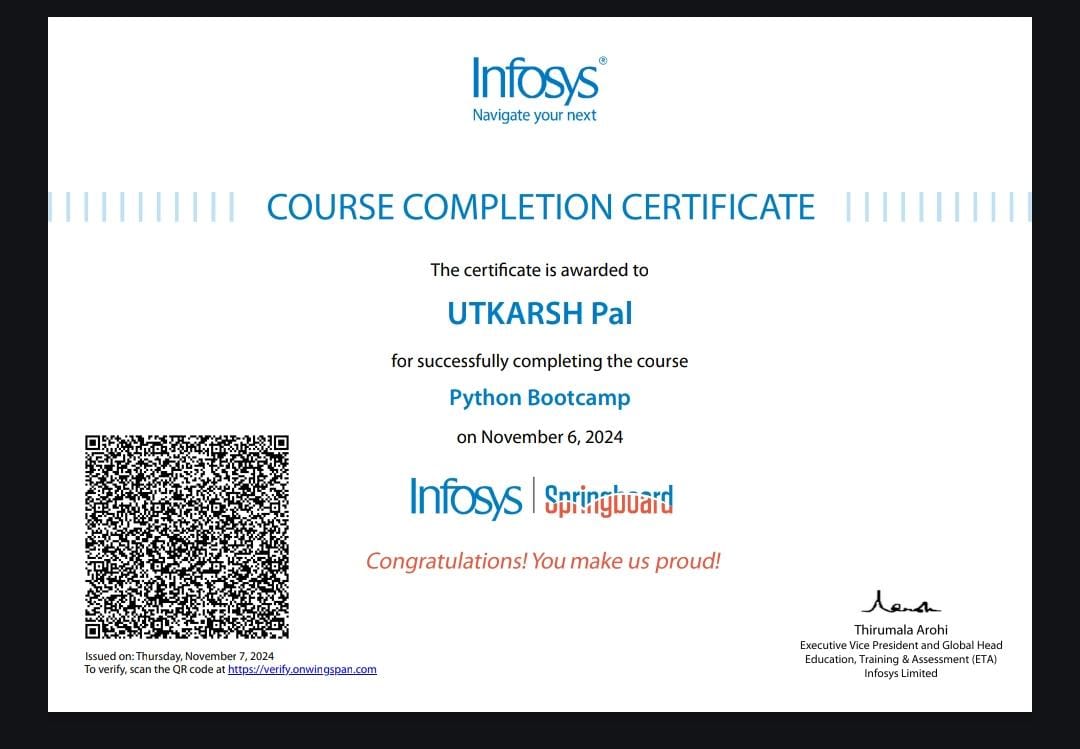 Infosys®
Navigate your next
COURSE COMPLETION CERTIFICATE
The certificate is awarded to
UTKARSH Pal
for successfully completing the course
Python Bootcamp
on November 6, 2024
Infosys | Springboard
Congratulations! You make us proud!
Issued on: Thursday, November 7, 2024
To verify, scan the QR code at https://verify.onwingspan.com
Thirumala Arohi
Executive Vice President and Global Head
Education, Training & Assessment (ETA)
Infosys Limited